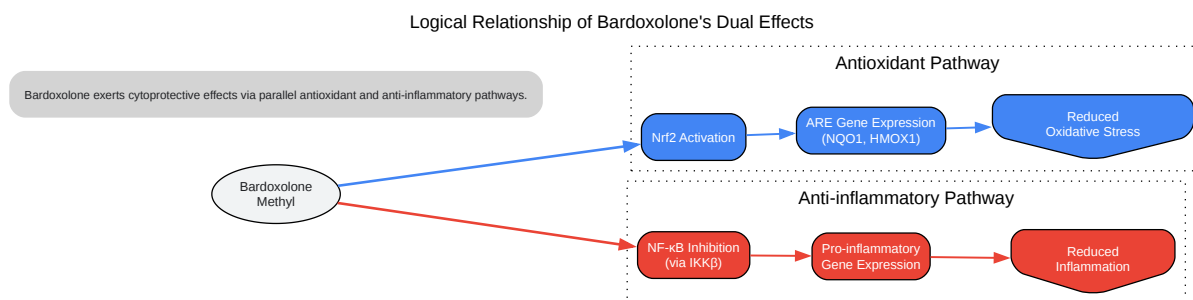 Logical Relationship of Bardoxolone's Dual Effects
Bardoxolone exerts cytoprotective effects via parallel antioxidant and anti-inflammatory pathways.
Bardoxolone
Methyl
Antioxidant Pathway
Nrf2 Activation
ARE Gene Expression
(NQO1, HMOX1)
Reduced
Oxidative Stress
Anti-inflammatory Pathway
NF-κB Inhibition
(via IKKβ)
Pro-inflammatory
Gene Expression
Reduced
Inflammation